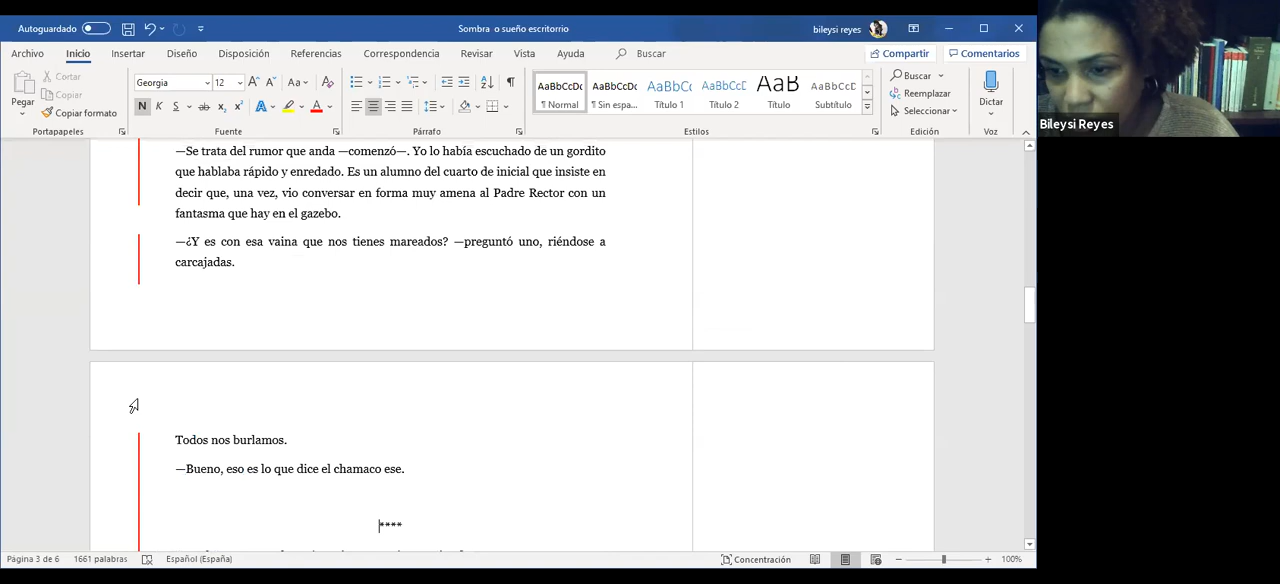 Autoguardado
Sombra o sueño escritorrio
bileysi reyes
Archivo Inicio Insertar Diseño Disposición Referencias Correspondencia Revisar Vista Ayuda Buscar Compartir Comentarios
Pegar
Cortar
Copiar
Copiar formato
Portapapeles
Georgia 12
Aa
N K S ab x2 x2 A A
Fuente
Párrafo
AaBbCcDc AaBbCcDc AaBbCc AaBbCcD AaB AaBbCcD
¶ Normal ¶ Sin espa... Título 1 Título 2 Título Subtítulo
Estilos
Buscar
Reemplazar
Seleccionar
Edición
Dictar
Voz
Bileysi Reyes
—Se trata del rumor que anda —comenzó—. Yo lo había escuchado de un gordito
que hablaba rápido y enredado. Es un alumno del cuarto de inicial que insiste en
decir que, una vez, vio conversar en forma muy amena al Padre Rector con un
fantasma que hay en el gazebo.
—¿Y es con esa vaina que nos tienes mareados? —preguntó uno, riéndose a
carcajadas.
Todos nos burlamos.
—Bueno, eso es lo que dice el chamaco ese.
****
Página 3 de 6 1661 palabras Español (España) Concentración 100%